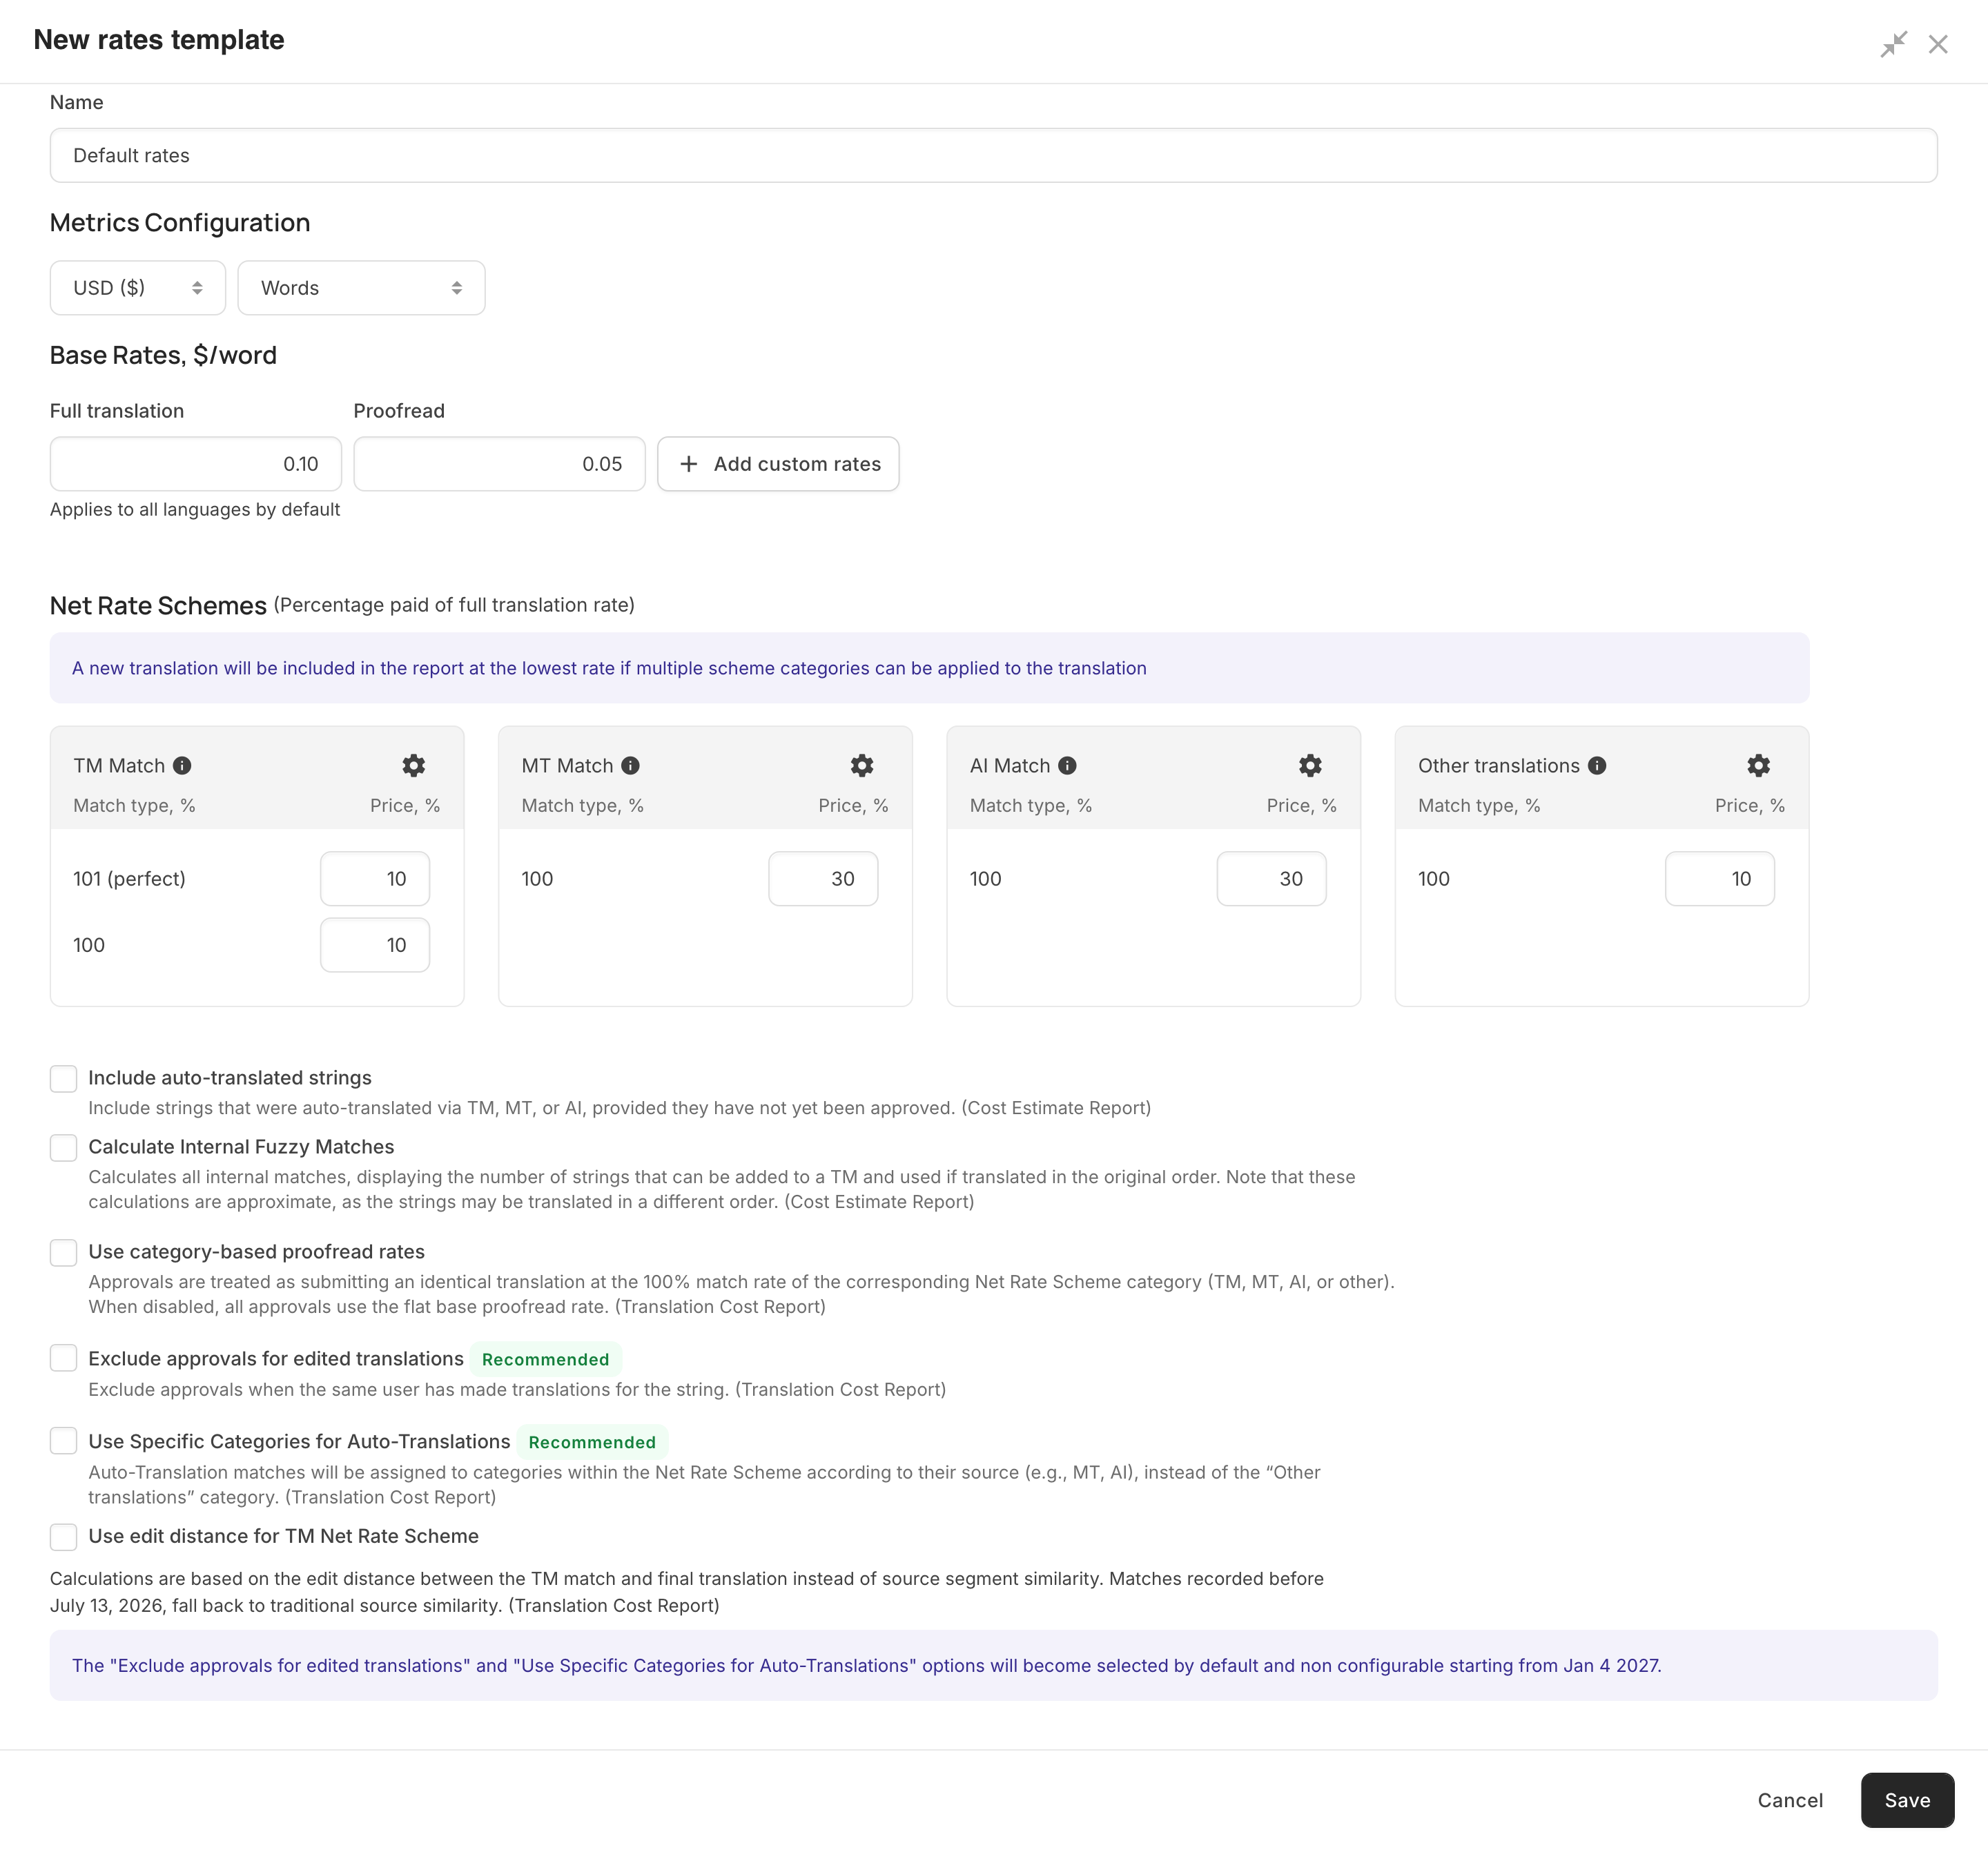 New rates template
Name
Default rates
Metrics Configuration
USD ($) Words
Base Rates, $/word
Full translation Proofread
0.10 0.05 Add custom rates
Applies to all languages by default
Net Rate Schemes (Percentage paid of full translation rate)
A new translation will be included in the report at the lowest rate if multiple scheme categories can be applied to the translation
TM Match MT Match AI Match Other translations
Match type, % Price, % Match type, % Price, % Match type, % Price, % Match type, % Price, %
101 (perfect) 10 100 30 100 30 100 10
100 10
Include auto-translated strings
Include strings that were auto-translated via TM, MT, or AI, provided they have not yet been approved. (Cost Estimate Report)
Calculate Internal Fuzzy Matches
Calculates all internal matches, displaying the number of strings that can be added to a TM and used if translated in the original order. Note that these
calculations are approximate, as the strings may be translated in a different order. (Cost Estimate Report)
Use category-based proofread rates
Approvals are treated as submitting an identical translation at the 100% match rate of the corresponding Net Rate Scheme category (TM, MT, AI, or other).
When disabled, all approvals use the flat base proofread rate. (Translation Cost Report)
Exclude approvals for edited translations Recommended
Exclude approvals when the same user has made translations for the string. (Translation Cost Report)
Use Specific Categories for Auto-Translations Recommended
Auto-Translation matches will be assigned to categories within the Net Rate Scheme according to their source (e.g., MT, AI), instead of the “Other
translations” category. (Translation Cost Report)
Use edit distance for TM Net Rate Scheme
Calculations are based on the edit distance between the TM match and final translation instead of source segment similarity. Matches recorded before
July 13, 2026, fall back to traditional source similarity. (Translation Cost Report)
The "Exclude approvals for edited translations" and "Use Specific Categories for Auto-Translations" options will become selected by default and non configurable starting from Jan 4 2027.
Cancel Save